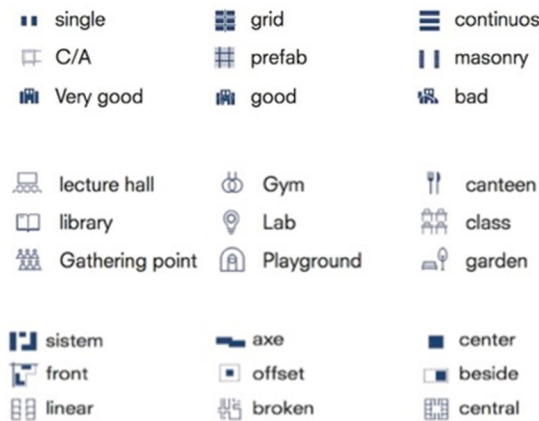 single grid continuos
C/A prefab masonry
Very good good bad
lecture hall Gym canteen
library Lab class
Gathering point Playground garden
sistem axe center
front offset beside
linear broken central